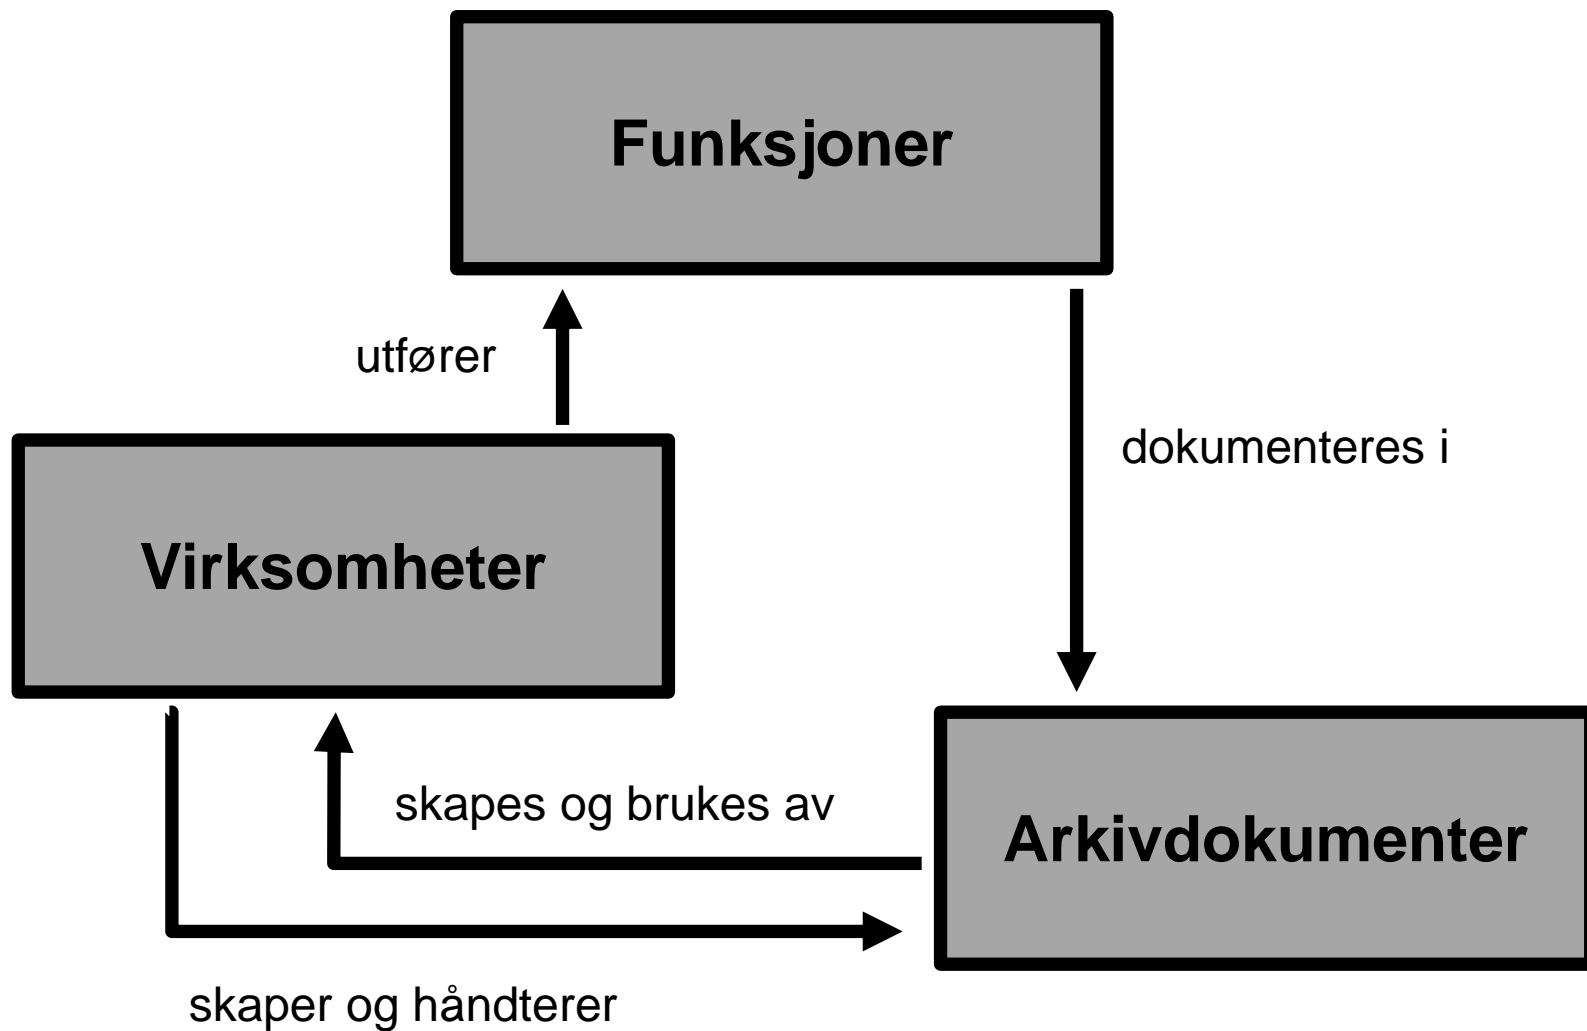 Funksjoner
utfører
dokumenteres i
Virksomheter
skapes og brukes av
Arkivdokumenter
skaper og håndterer